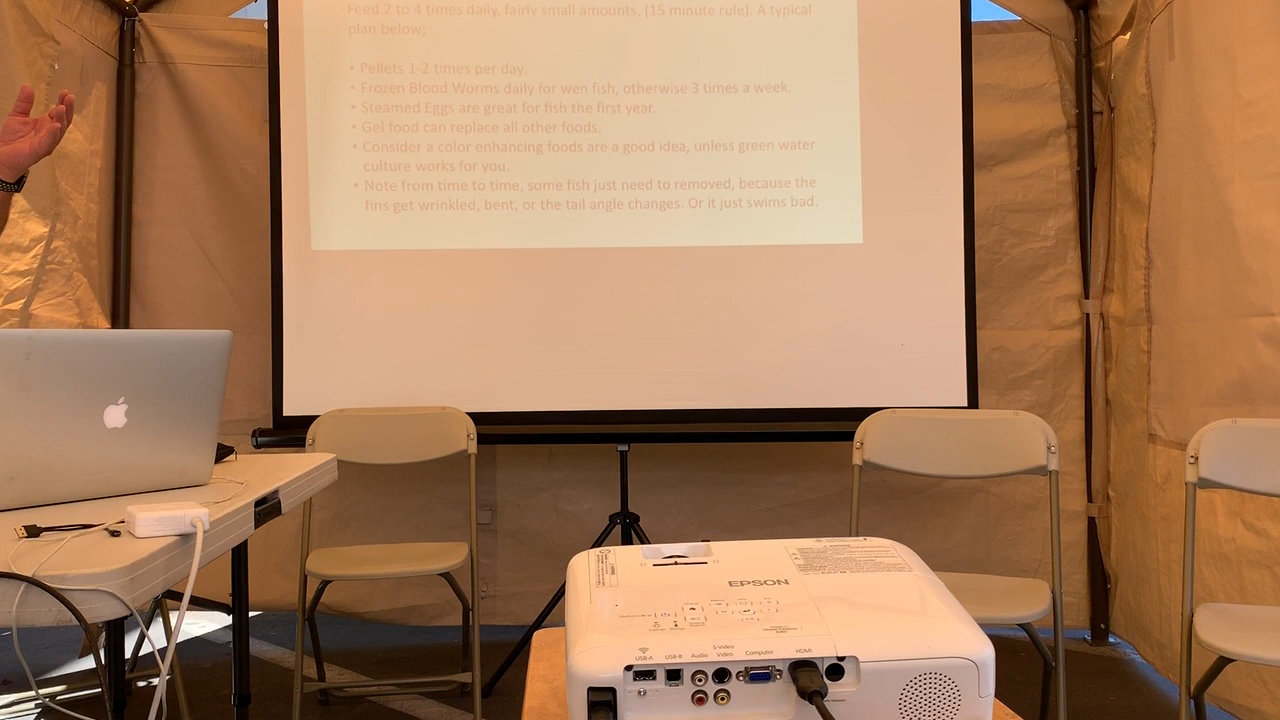 Feed 2 to 4 times daily, fairly small amounts, (15 minute rule). A typical
plan below;
• Pellets 1-2 times per day.
• Frozen Blood Worms daily for wen fish, otherwise 3 times a week.
• Steamed Eggs are great for fish the first year.
• Gel food can replace all other foods.
• Consider a color enhancing foods are a good idea, unless green water
culture works for you.
• Note from time to time, some fish just need to removed, because the
fins get wrinkled, bent, or the tail angle changes. Or it just swims bad.
EPSON
USB-A USB-B Audio S-Video Video Computer HDMI